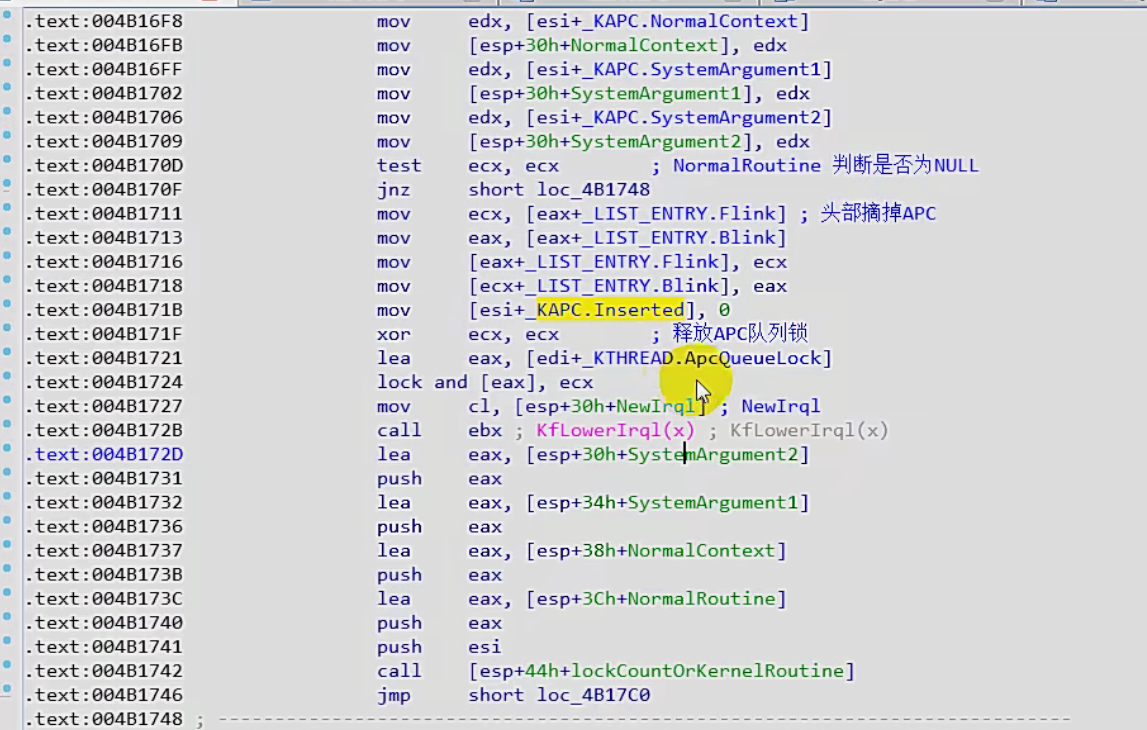 .text:004B16F8 mov edx, [esi+_KAPC.NormalContext]
.text:004B16FB mov [esp+30h+NormalContext], edx
.text:004B16FF mov edx, [esi+_KAPC.SystemArgument1]
.text:004B1702 mov [esp+30h+SystemArgument1], edx
.text:004B1706 mov edx, [esi+_KAPC.SystemArgument2]
.text:004B1709 mov [esp+30h+SystemArgument2], edx
.text:004B170D test ecx, ecx ; NormalRoutine 判断是否为NULL
.text:004B170F jnz short loc_4B1748
.text:004B1711 mov ecx, [eax+_LIST_ENTRY.Flink] ; 头部摘掉APC
.text:004B1713 mov eax, [eax+_LIST_ENTRY.Blink]
.text:004B1716 mov [eax+_LIST_ENTRY.Flink], ecx
.text:004B1718 mov [ecx+_LIST_ENTRY.Blink], eax
.text:004B171B mov [esi+_KAPC.Inserted], 0
.text:004B171F xor ecx, ecx ; 释放APC队列锁
.text:004B1721 lea eax, [edi+_KTHREAD.ApcQueueLock]
.text:004B1724 lock and [eax], ecx
.text:004B1727 mov cl, [esp+30h+NewIrql] ; NewIrql
.text:004B172B call ebx ; KfLowerIrql(x) ; KfLowerIrql(x)
.text:004B172D lea eax, [esp+30h+SystemArgument2]
.text:004B1731 push eax
.text:004B1732 lea eax, [esp+34h+SystemArgument1]
.text:004B1736 push eax
.text:004B1737 lea eax, [esp+38h+NormalContext]
.text:004B173B push eax
.text:004B173C lea eax, [esp+3Ch+NormalRoutine]
.text:004B1740 push eax
.text:004B1741 push esi
.text:004B1742 call [esp+44h+lockCountOrKernelRoutine]
.text:004B1746 jmp short loc_4B17C0
.text:004B1748 ; ---------------------------------------------------------------------------